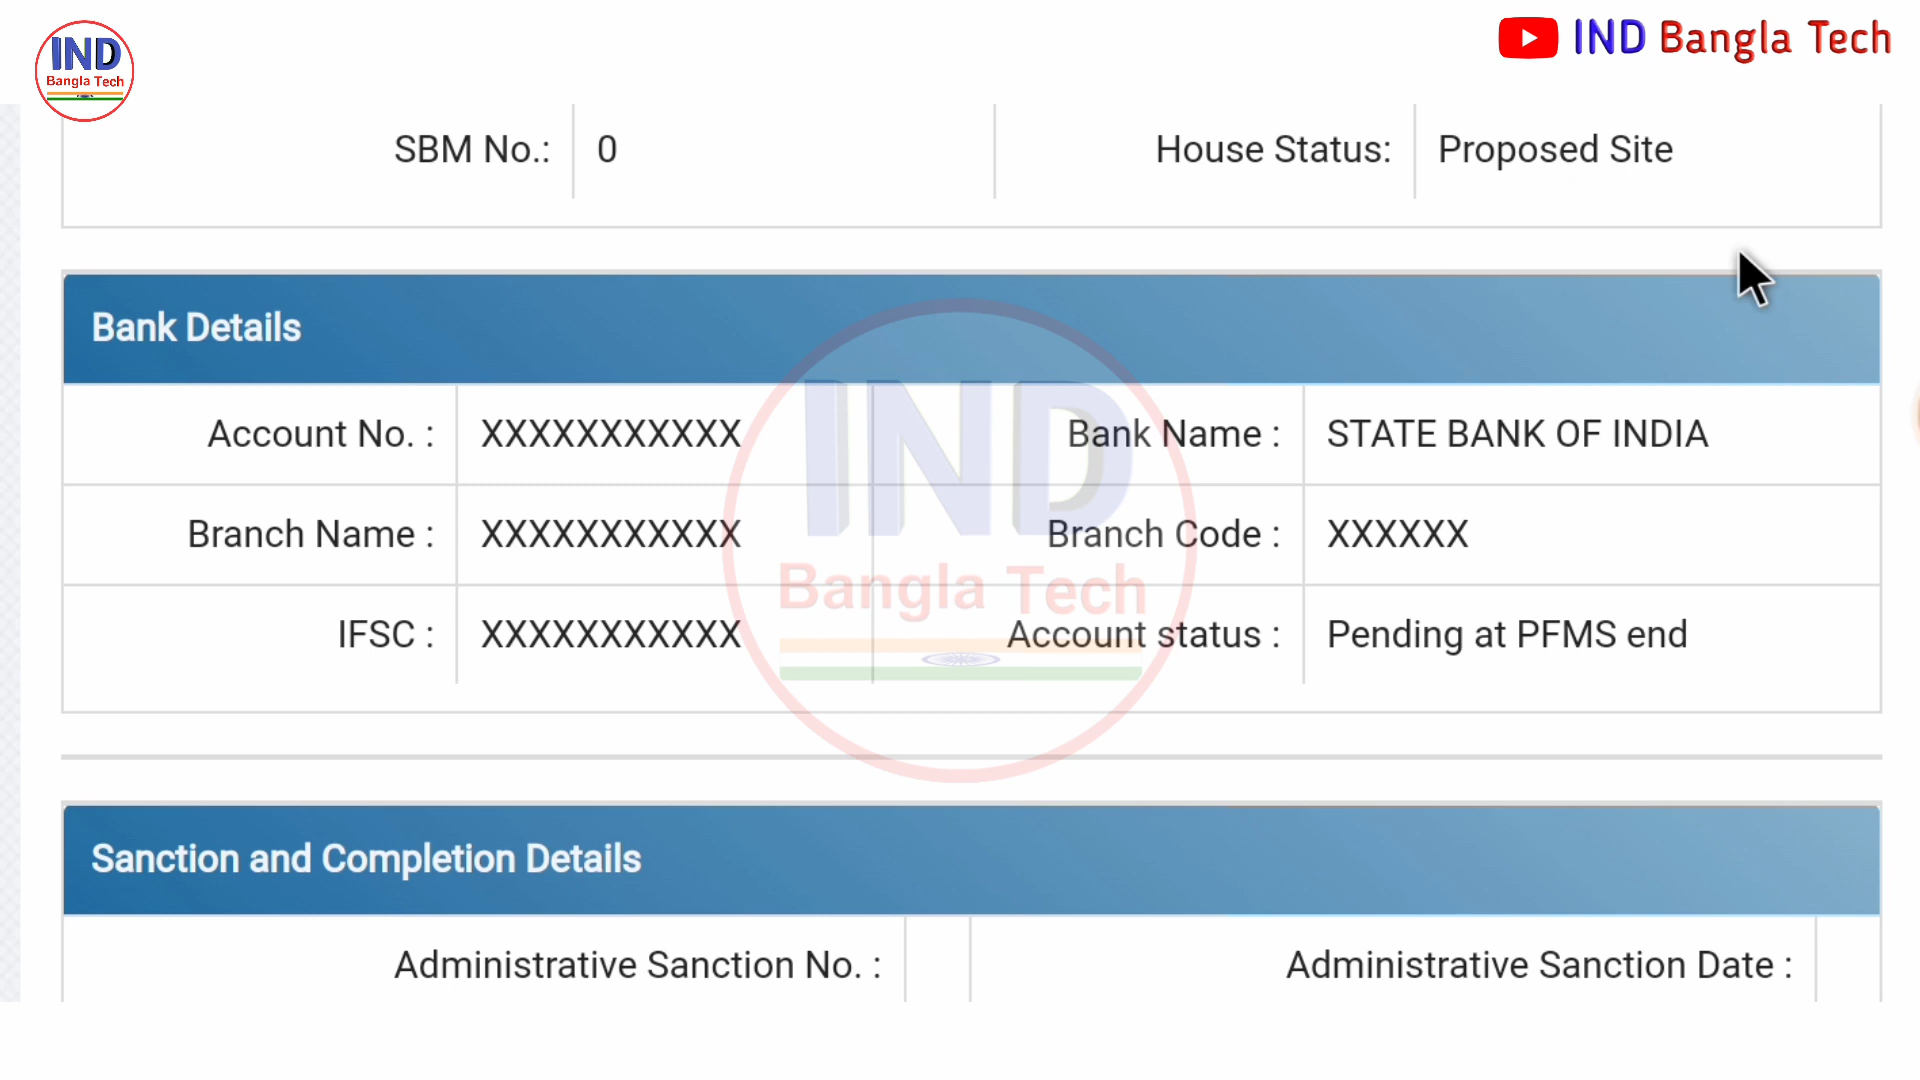 IND
Bangla Tech
IND Bangla Tech
SBM No.: 0 House Status: Proposed Site
Bank Details
Account No. : XXXXXXXXXXX Bank Name : STATE BANK OF INDIA
Branch Name : XXXXXXXXXXX Branch Code : XXXXXX
IFSC : XXXXXXXXXXX Account status : Pending at PFMS end
IND
Bangla Tech
Sanction and Completion Details
Administrative Sanction No. : Administrative Sanction Date :